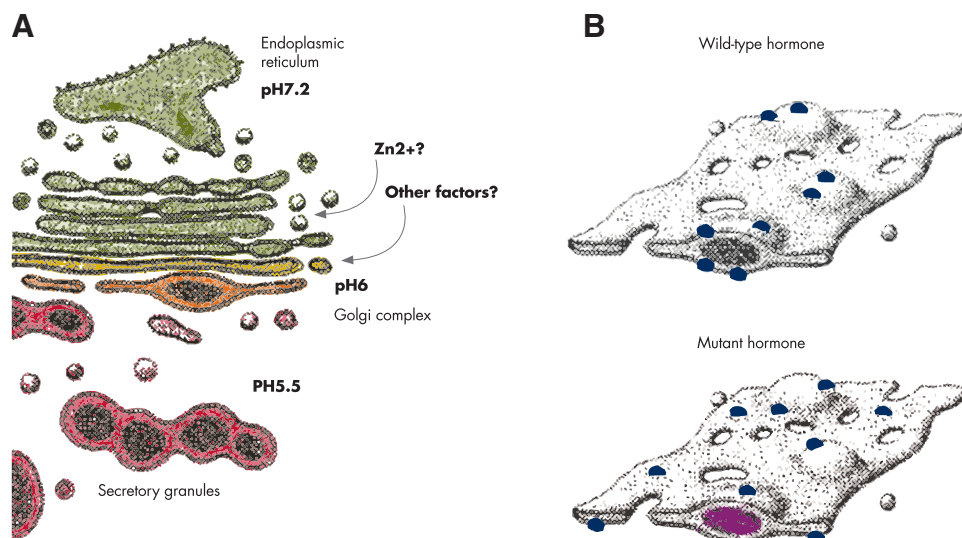 A
Endoplasmic
reticulum
pH7.2
Zn2+?
Other factors?
pH6
Golgi complex
PH5.5
Secretory granules
B
Wild-type hormone
Mutant hormone